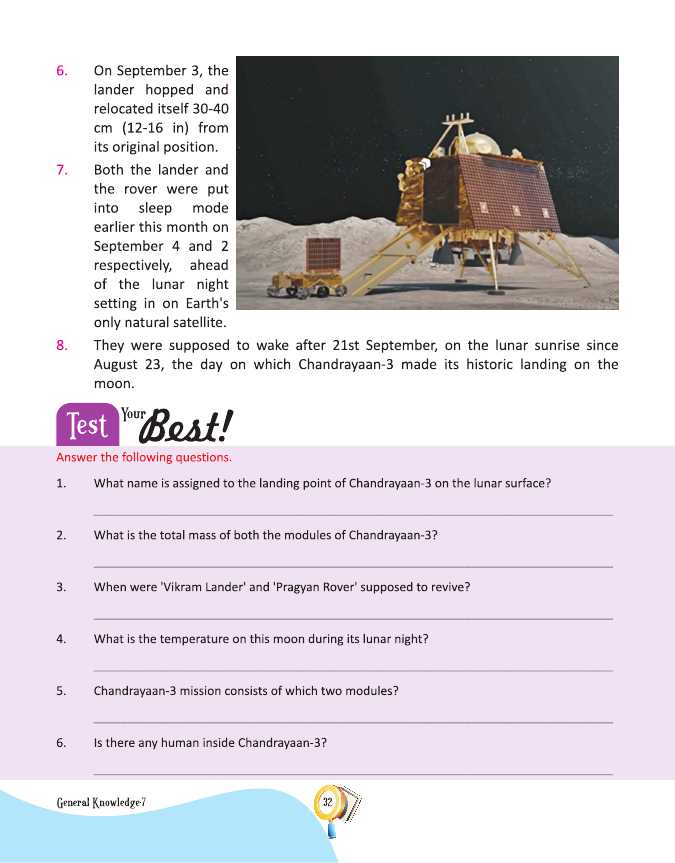 6. On September 3, the
lander hopped and
relocated itself 30-40
cm (12-16 in) from
its original position.
7. Both the lander and
the rover were put
into sleep mode
earlier this month on
September 4 and 2
respectively, ahead
of the lunar night
setting in on Earth's
only natural satellite.
8. They were supposed to wake after 21st September, on the lunar sunrise since
August 23, the day on which Chandrayaan-3 made its historic landing on the
moon.
Test Your Best!
Answer the following questions.
1. What name is assigned to the landing point of Chandrayaan-3 on the lunar surface?
2. What is the total mass of both the modules of Chandrayaan-3?
3. When were 'Vikram Lander' and 'Pragyan Rover' supposed to revive?
4. What is the temperature on this moon during its lunar night?
5. Chandrayaan-3 mission consists of which two modules?
6. Is there any human inside Chandrayaan-3?
General Knowledge-7
32